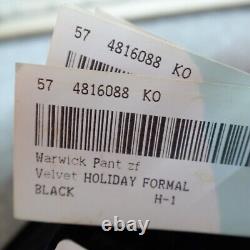 57 4816088 KO
57 4816088 KO
Warwick Pant zf
Velvet HOLIDAY FORMAL
BLACK H-1
ebay